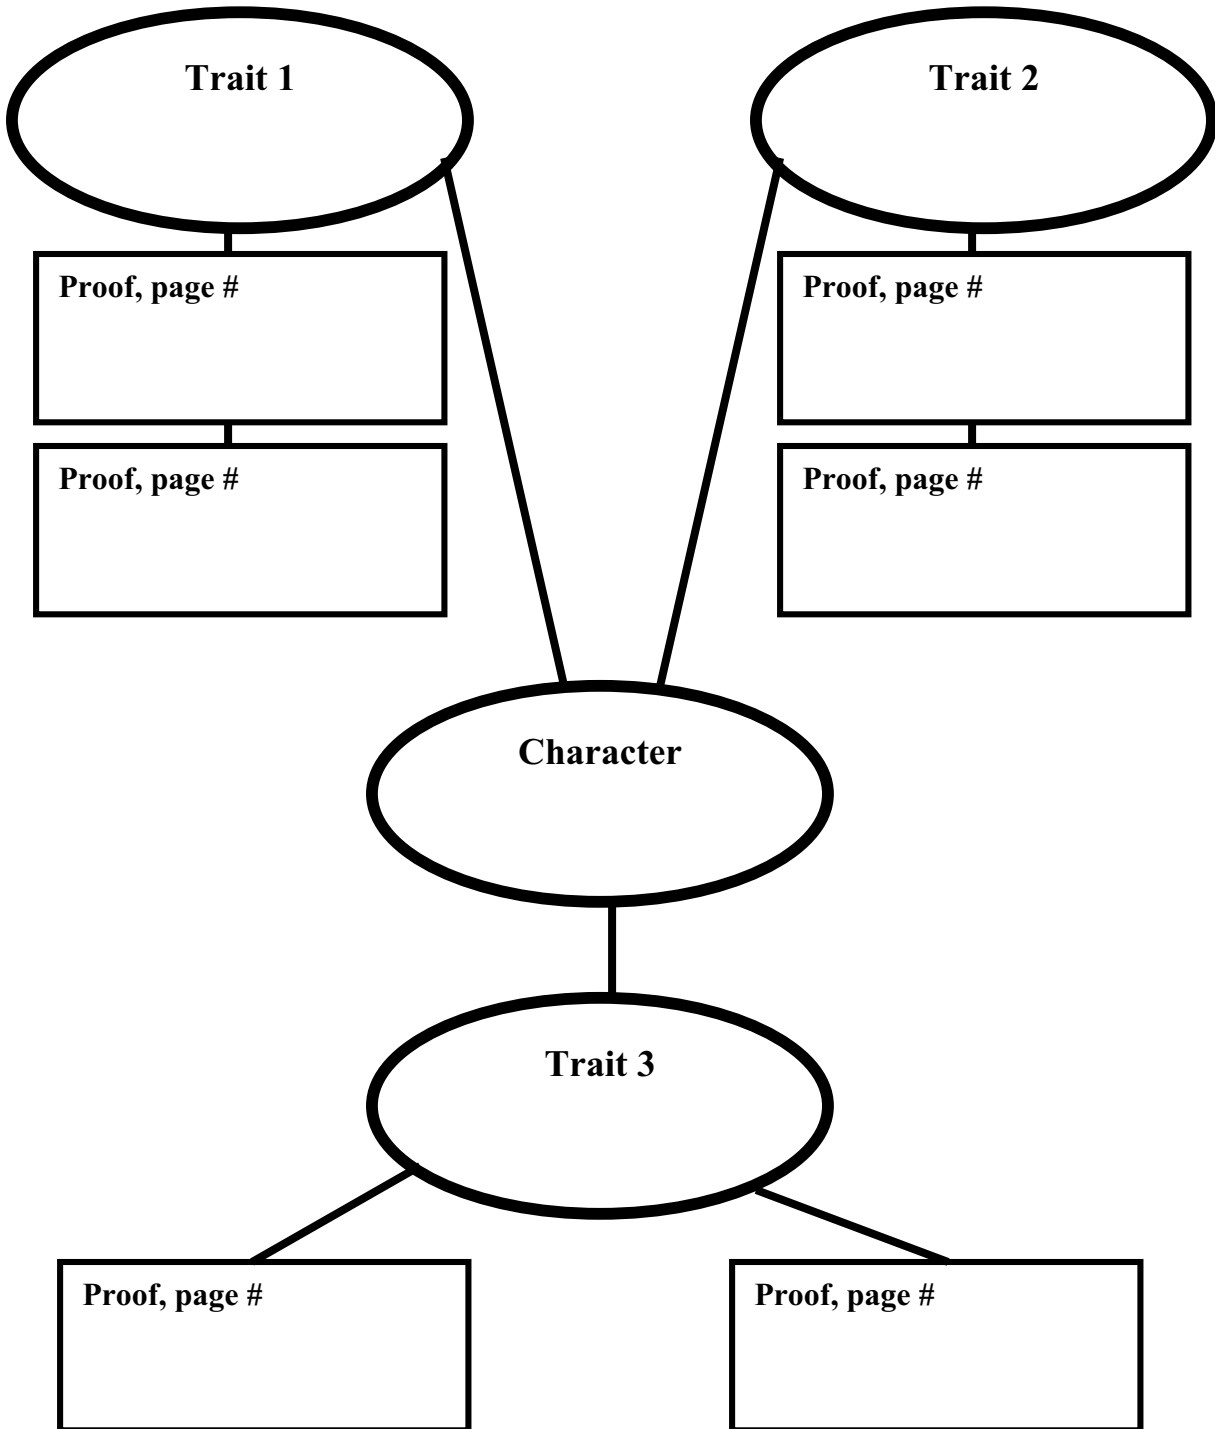 Trait 1
Trait 2
Proof, page #
Proof, page #
Proof, page #
Proof, page #
Character
Trait 3
Proof, page #
Proof, page #